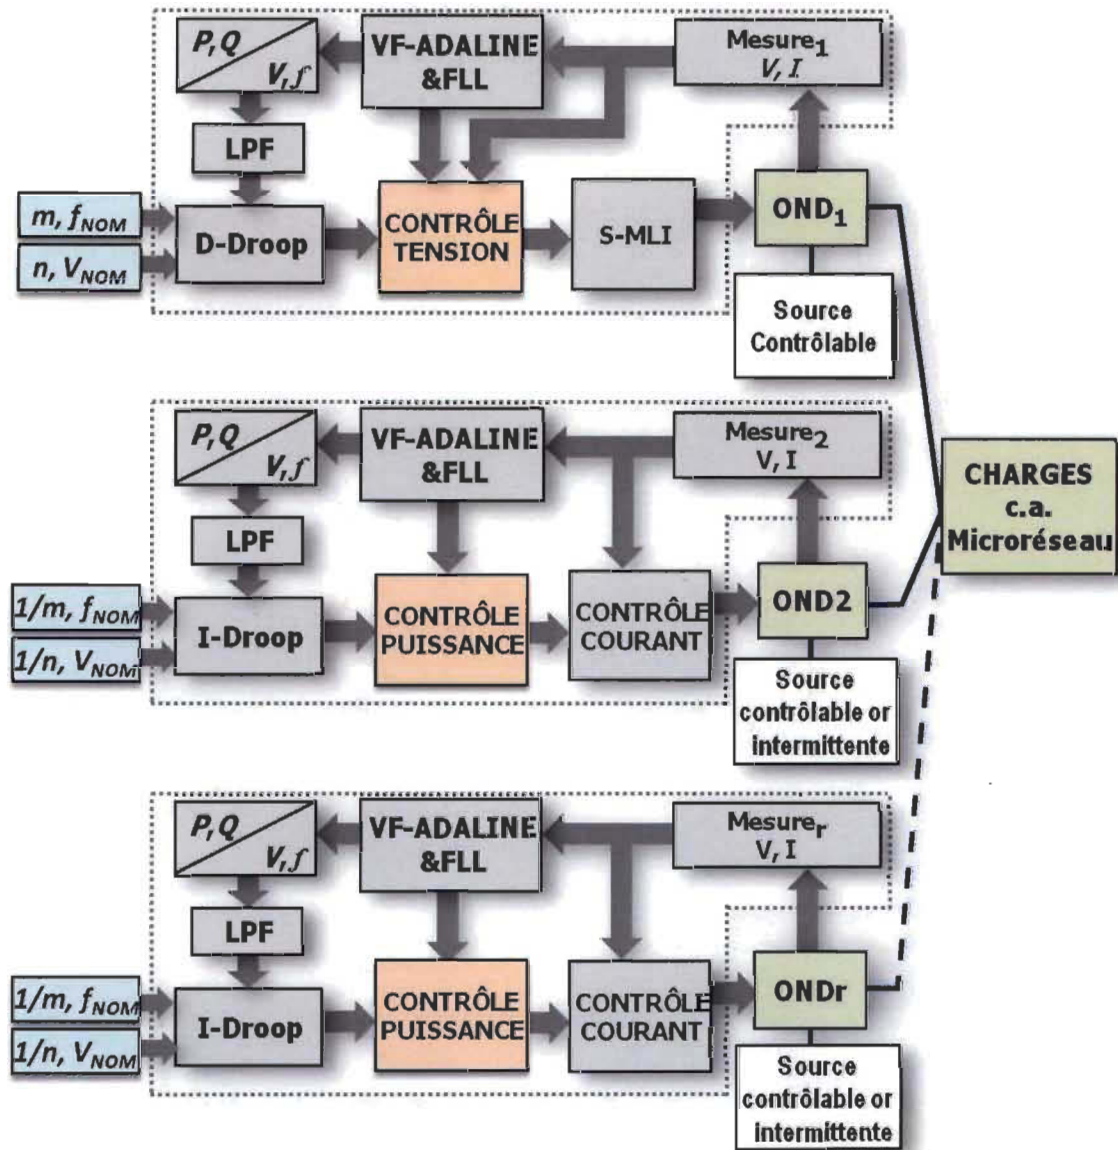 P,Q
V,f
VF-ADALINE
&FLL
Mesure1
V, I.
LPF
m, fNOM
n, VNOM
D-Droop
CONTRÔLE
TENSION
S-MLI
OND1
Source
Contrôlable
P,Q
V,f
VF-ADALINE
&FLL
Mesure2
V, I
LPF
1/m, fNOM
1/n, VNOM
I-Droop
CONTRÔLE
PUISSANCE
CONTRÔLE
COURANT
OND2
Source
contrôlable or
intermittente
CHARGES
c.a.
Microréseau
P,Q
V,f
VF-ADALINE
&FLL
Mesurer
V, I
LPF
1/m, fNOM
1/n, VNOM
I-Droop
CONTRÔLE
PUISSANCE
CONTRÔLE
COURANT
ONDr
Source
contrôlable or
intermittente